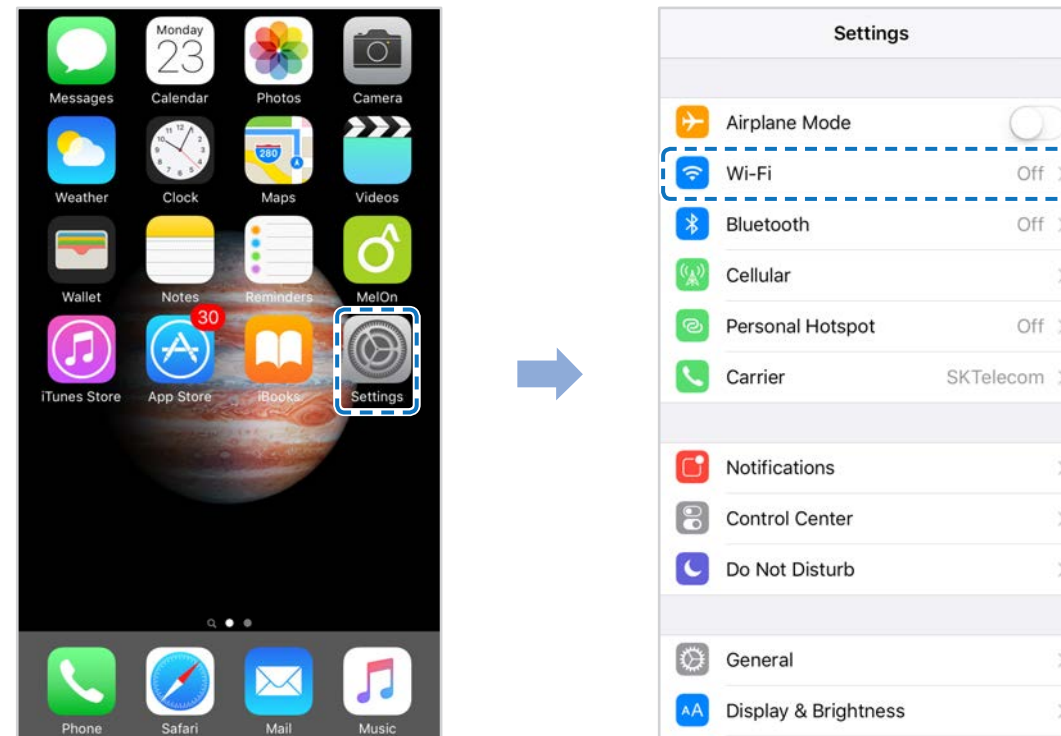 Monday
23
Messages Calendar Photos Camera
12
280
Weather Clock Maps Videos
Wallet Notes Reminders MelOn
30
iTunes Store App Store iBooks Settings
Phone Safari Mail Music
Settings
Airplane Mode
Wi-Fi Off
Bluetooth Off
Cellular
Personal Hotspot Off
Carrier SKTelecom
Notifications
Control Center
Do Not Disturb
General
AA Display & Brightness